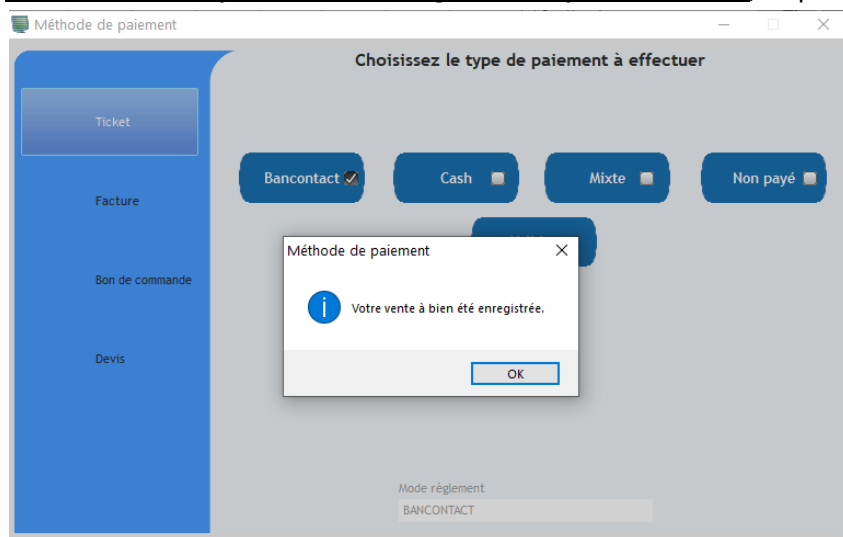 Méthode de paiement
Choisissez le type de paiement à effectuer
Ticket
Facture
Bon de commande
Devis
Bancontact
Cash
Mixte
Non payé
Méthode de paiement
Votre vente à bien été enregistrée.
OK
Mode règlement
BANCONTACT